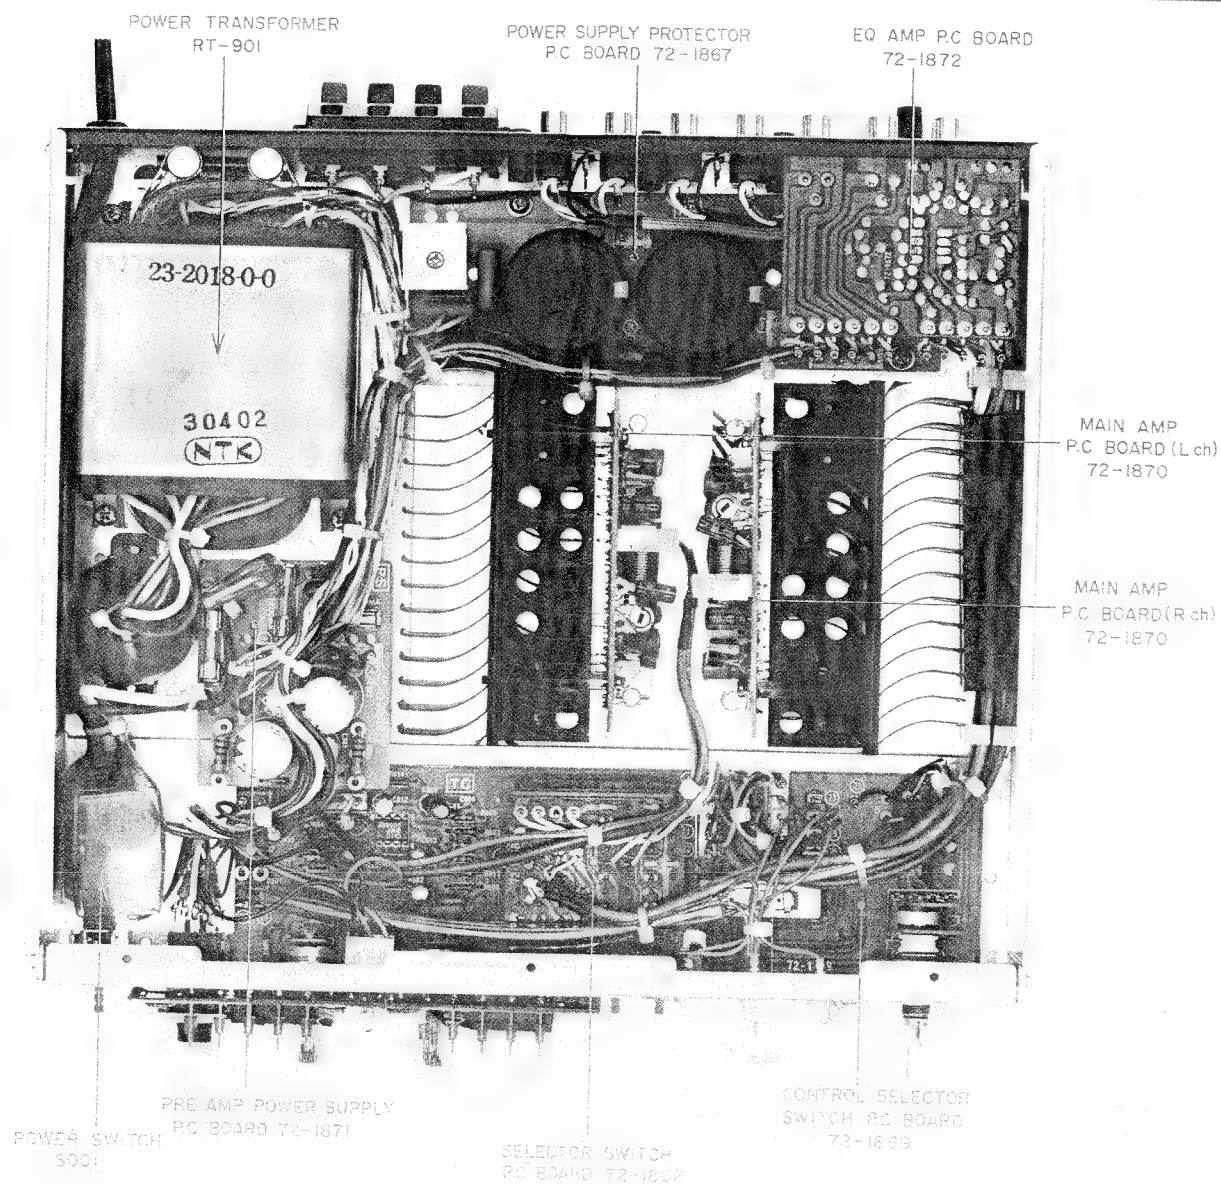 POWER TRANSFORMER
RT-901
POWER SUPPLY PROTECTOR
P.C BOARD 72-1867
EQ AMP P.C BOARD
72-1872
23-2018-0-0
30402
NTK
MAIN AMP
P.C BOARD (L ch)
72-1870
MAIN AMP
P.C BOARD (R ch)
72-1870
TG
PRE AMP POWER SUPPLY
P.C BOARD 72-1871
POWER SWITCH
S001
SELECTOR SWITCH
P.C BOARD 72-1868
CONTROL SELECTOR
SWITCH P.C BOARD
72-1869